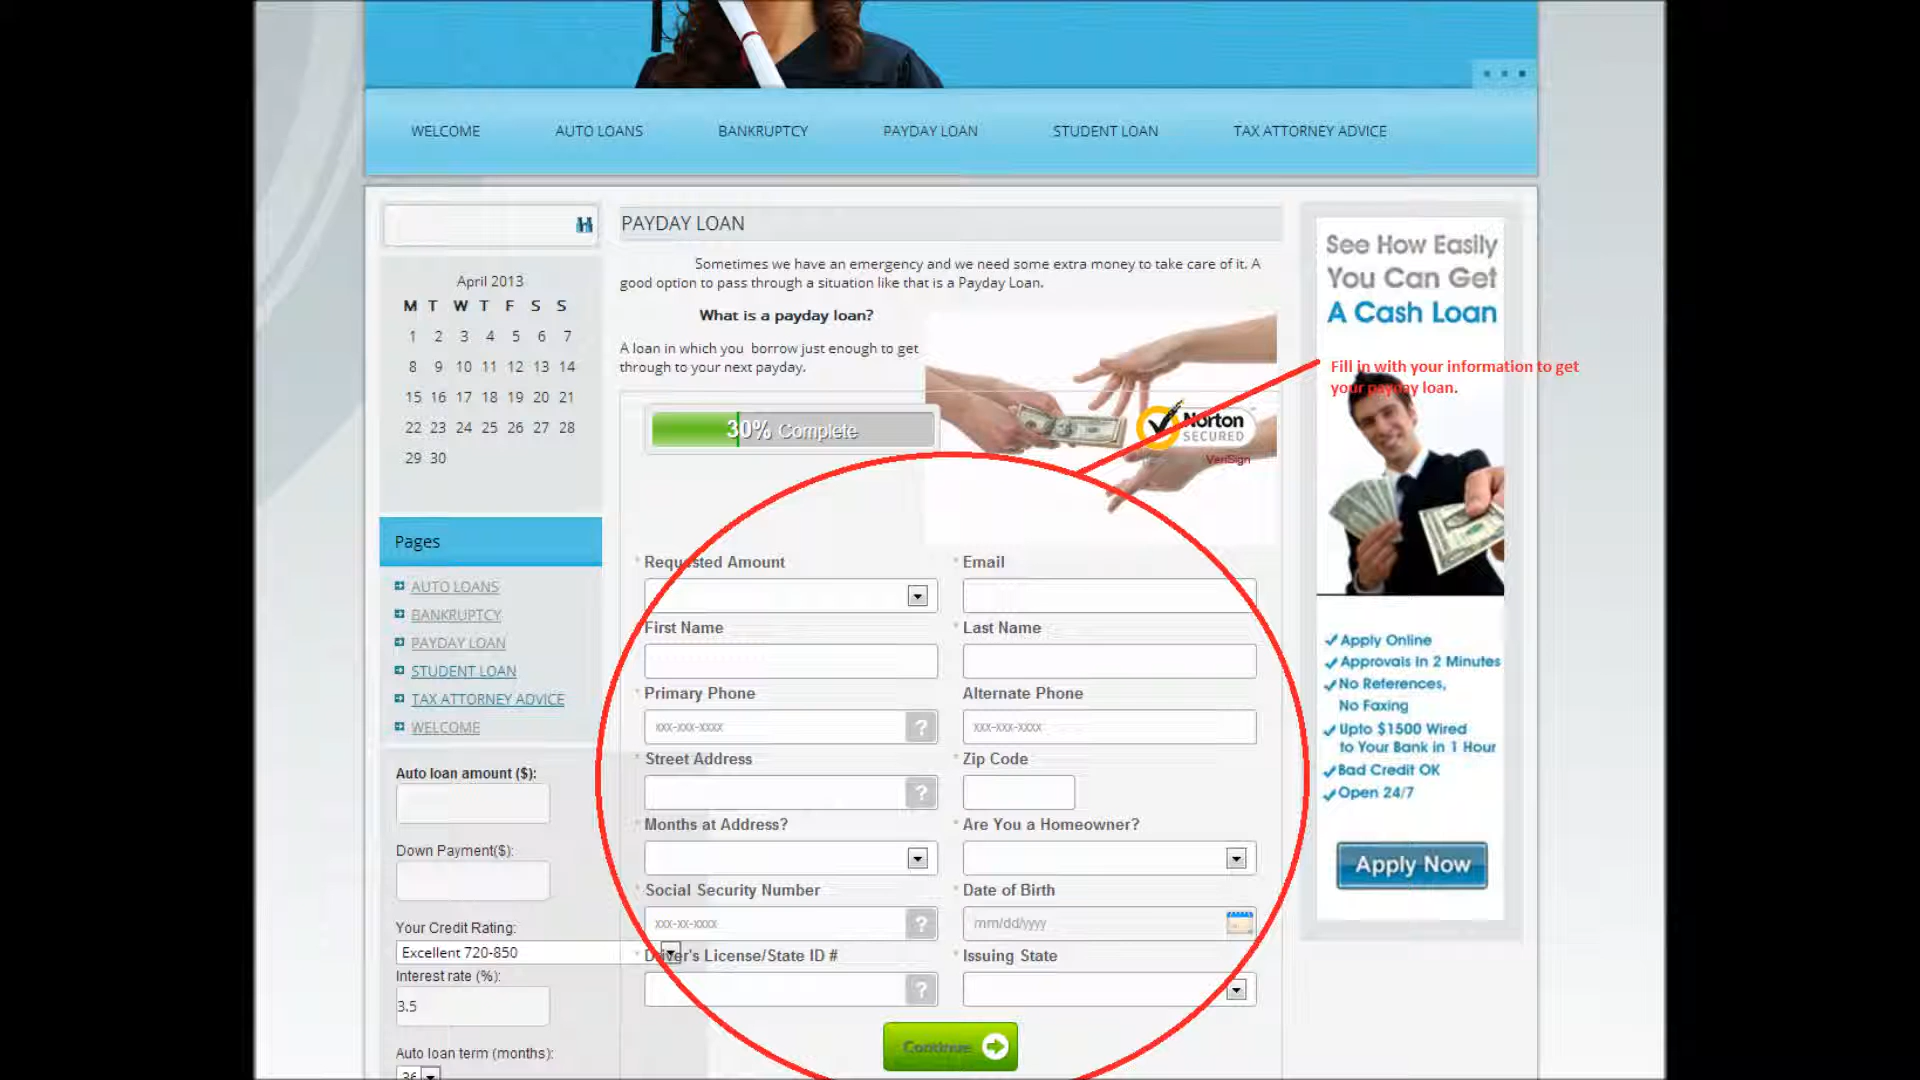 WELCOME AUTO LOANS BANKRUPTCY PAYDAY LOAN STUDENT LOAN TAX ATTORNEY ADVICE
April 2013
M T W T F S S
1 2 3 4 5 6 7
8 9 10 11 12 13 14
15 16 17 18 19 20 21
22 23 24 25 26 27 28
29 30
Pages
AUTO LOANS
BANKRUPTCY
PAYDAY LOAN
STUDENT LOAN
TAX ATTORNEY ADVICE
WELCOME
Auto loan amount ($):
Down Payment($):
Your Credit Rating:
Excellent 720-850
Interest rate (%):
3.5
Auto loan term (months):
36
PAYDAY LOAN
Sometimes we have an emergency and we need some extra money to take care of it. A
good option to pass through a situation like that is a Payday Loan.
What is a payday loan?
A loan in which you borrow just enough to get
through to your next payday.
30% Complete
Norton
SECURED
VeriSign
* Requested Amount * Email
* First Name * Last Name
* Primary Phone Alternate Phone
xxx-xxx-xxxx ? xxx-xxx-xxxx
* Street Address * Zip Code
?
* Months at Address? * Are You a Homeowner?
* Social Security Number * Date of Birth
xxx-xx-xxxx ? mm/dd/yyyy
* Driver's License/State ID # * Issuing State
?
Continue
See How Easily
You Can Get
A Cash Loan
Fill in with your information to get
your payday loan.
Apply Online
Approvals In 2 Minutes
No References,
No Faxing
Upto $1500 Wired
to Your Bank in 1 Hour
Bad Credit OK
Open 24/7
Apply Now